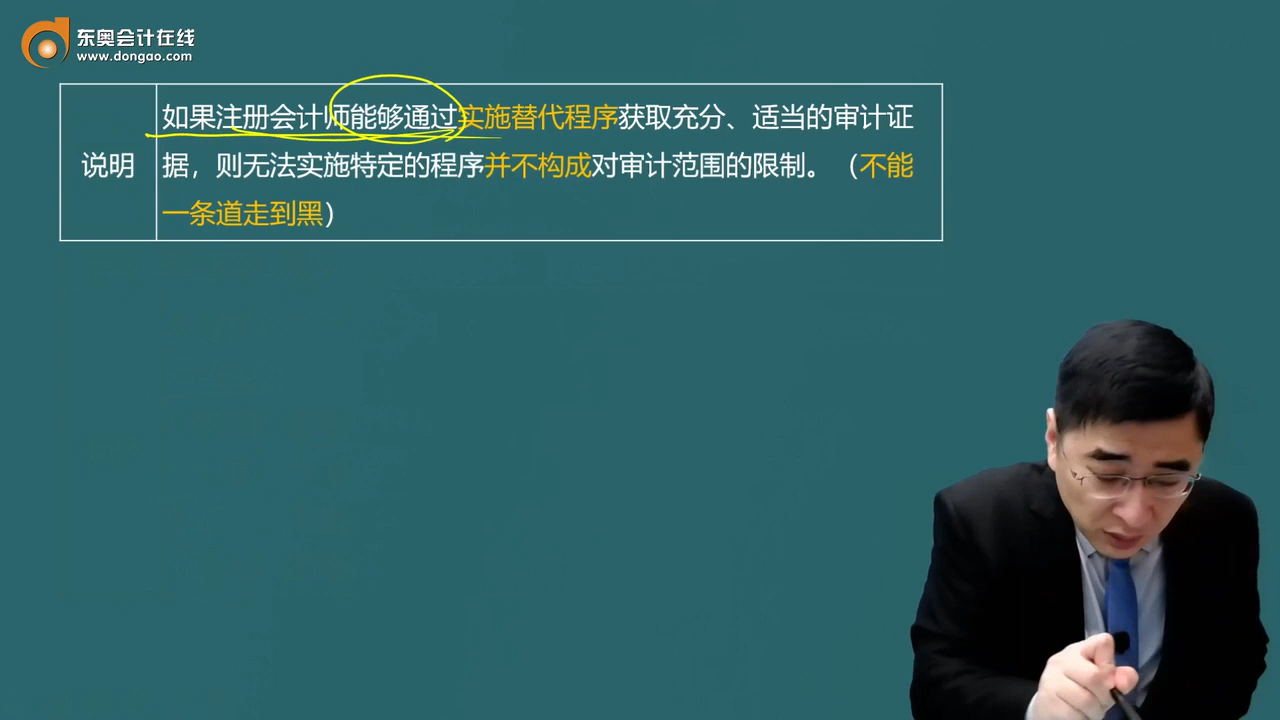 东奥会计在线
www.dongao.com
如果注册会计师能够通过实施替代程序获取充分、适当的审计证
说明
据，则无法实施特定的程序并不构成对审计范围的限制。（不能
一条道走到黑）